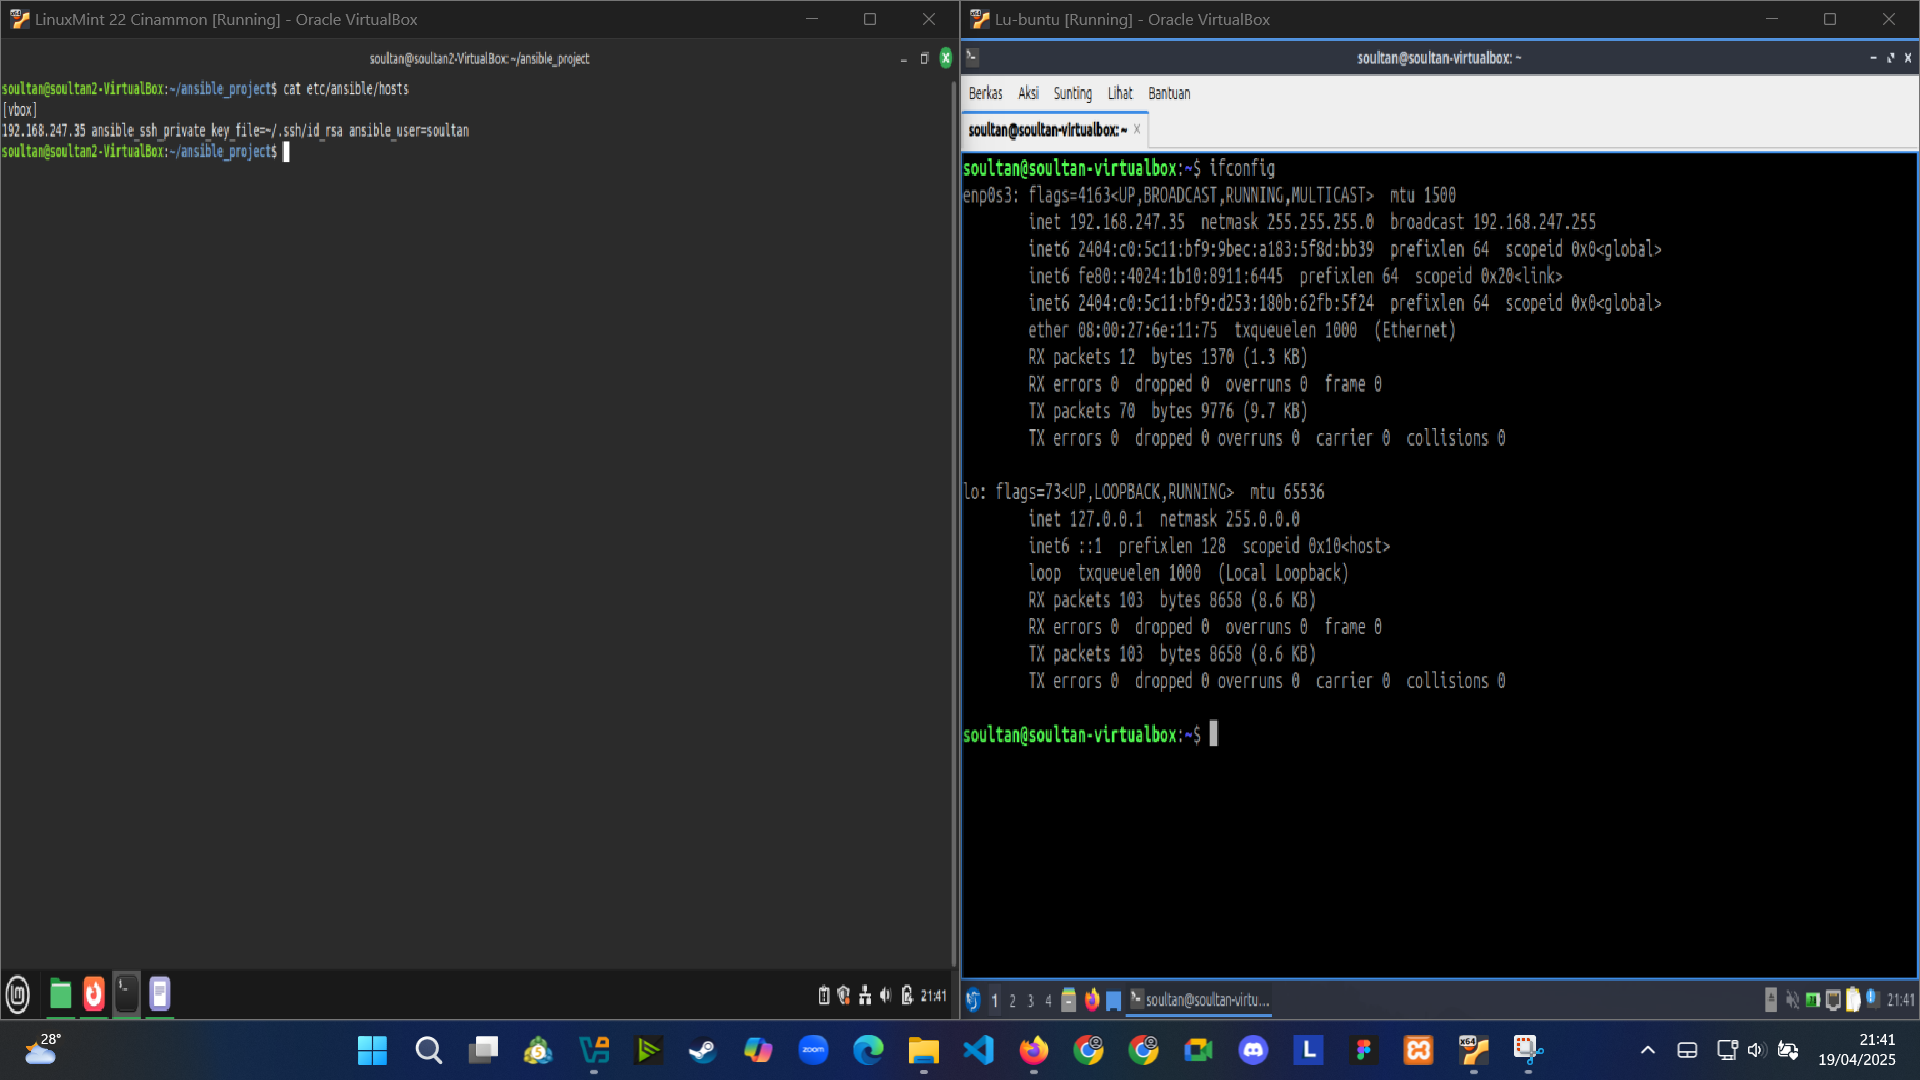 LinuxMint 22 Cinammon [Running] - Oracle VirtualBox
soultan@soultan2-VirtualBox:~/ansible_project
soultan@soultan2-VirtualBox:~/ansible_project$ cat etc/ansible/hosts
[vbox]
192.168.247.35 ansible_ssh_private_key_file=~/.ssh/id_rsa ansible_user=soultan
soultan@soultan2-VirtualBox:~/ansible_project$
21:41
Lu-buntu [Running] - Oracle VirtualBox
soultan@soultan-virtualbox: ~
Berkas Aksi Sunting Lihat Bantuan
soultan@soultan-virtualbox: ~
soultan@soultan-virtualbox:~$ ifconfig
enp0s3: flags=4163<UP,BROADCAST,RUNNING,MULTICAST>  mtu 1500
inet 192.168.247.35  netmask 255.255.255.0  broadcast 192.168.247.255
inet6 2404:c0:5c11:bf9:9bec:a183:5f8d:bb39  prefixlen 64  scopeid 0x0<global>
inet6 fe80::4024:1b10:8911:6445  prefixlen 64  scopeid 0x20<link>
inet6 2404:c0:5c11:bf9:d253:180b:62fb:5f24  prefixlen 64  scopeid 0x0<global>
ether 08:00:27:6e:11:75  txqueuelen 1000  (Ethernet)
RX packets 12  bytes 1370 (1.3 KB)
RX errors 0  dropped 0  overruns 0  frame 0
TX packets 70  bytes 9776 (9.7 KB)
TX errors 0  dropped 0 overruns 0  carrier 0  collisions 0
lo: flags=73<UP,LOOPBACK,RUNNING>  mtu 65536
inet 127.0.0.1  netmask 255.0.0.0
inet6 ::1  prefixlen 128  scopeid 0x10<host>
loop  txqueuelen 1000  (Local Loopback)
RX packets 103  bytes 8658 (8.6 KB)
RX errors 0  dropped 0  overruns 0  frame 0
TX packets 103  bytes 8658 (8.6 KB)
TX errors 0  dropped 0 overruns 0  carrier 0  collisions 0
soultan@soultan-virtualbox:~$
1 2 3 4 soultan@soultan-virtu... 21:41
28°
zoom
L
x64
21:41
19/04/2025